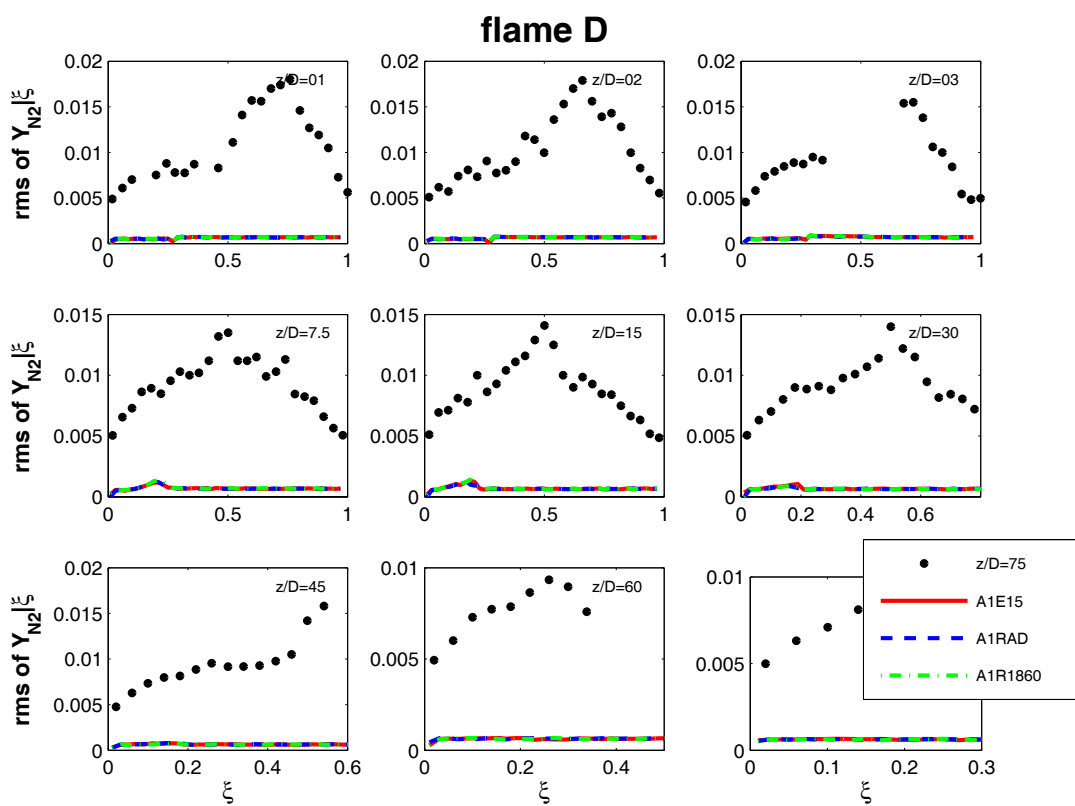 flame D
rms of Y_N2|ξ
0.02
0.015
0.01
0.005
0
0 0.5 1
z/D=01
0.02
0.015
0.01
0.005
0
0 0.5 1
z/D=02
0.02
0.015
0.01
0.005
0
0 0.5 1
z/D=03
rms of Y_N2|ξ
0.015
0.01
0.005
0
0 0.5 1
z/D=7.5
0.015
0.01
0.005
0
0 0.5 1
z/D=15
0.015
0.01
0.005
0
0 0.2 0.4 0.6
z/D=30
rms of Y_N2|ξ
0.02
0.015
0.01
0.005
0
0 0.2 0.4 0.6
z/D=45
ξ
0.01
0.005
0
0 0.2 0.4
z/D=60
ξ
0.01
0.005
0
0 0.1 0.2 0.3
ξ
z/D=75
A1E15
A1RAD
A1R1860